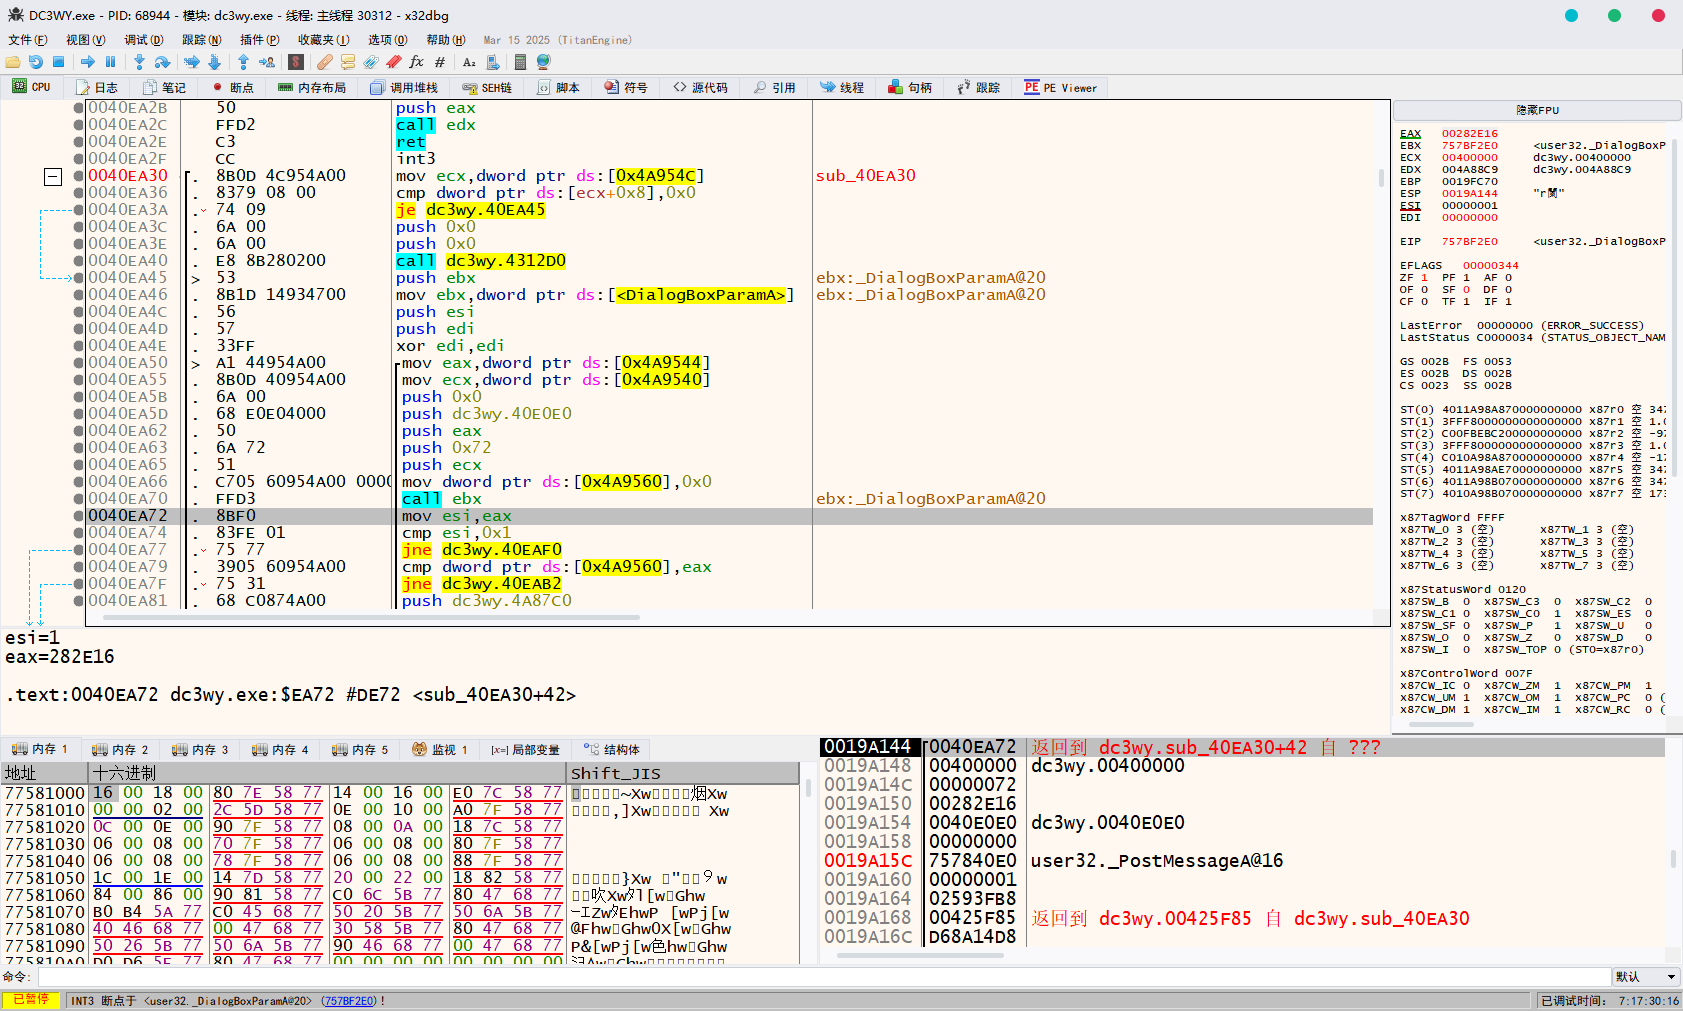 DC3WY.exe - PID: 68944 - 模块: dc3wy.exe - 线程: 主线程 30312 - x32dbg
文件(F) 视图(V) 调试(D) 跟踪(N) 插件(P) 收藏夹(I) 选项(O) 帮助(H) Mar 15 2025 (TitanEngine)
CPU 日志 笔记 断点 内存布局 调用堆栈 SEH链 脚本 符号 源代码 引用 线程 句柄 跟踪 PE Viewer
0040EA2B 50 push eax
0040EA2C FFD2 call edx
0040EA2E C3 ret
0040EA2F CC int3
0040EA30 . 8B0D 4C954A00 mov ecx,dword ptr ds:[0x4A954C] sub_40EA30
0040EA36 . 8379 08 00 cmp dword ptr ds:[ecx+0x8],0x0
0040EA3A . 74 09 je dc3wy.40EA45
0040EA3C . 6A 00 push 0x0
0040EA3E . 6A 00 push 0x0
0040EA40 . E8 8B280200 call dc3wy.4312D0
0040EA45 > 53 push ebx ebx:_DialogBoxParamA@20
0040EA46 . 8B1D 14934700 mov ebx,dword ptr ds:[<DialogBoxParamA>] ebx:_DialogBoxParamA@20
0040EA4C . 56 push esi
0040EA4D . 57 push edi
0040EA4E . 33FF xor edi,edi
0040EA50 > A1 44954A00 mov eax,dword ptr ds:[0x4A9544]
0040EA55 . 8B0D 40954A00 mov ecx,dword ptr ds:[0x4A9540]
0040EA5B . 6A 00 push 0x0
0040EA5D . 68 E0E04000 push dc3wy.40E0E0
0040EA62 . 50 push eax
0040EA63 . 6A 72 push 0x72
0040EA65 . 51 push ecx
0040EA66 . C705 60954A00 0000 mov dword ptr ds:[0x4A9560],0x0
0040EA70 . FFD3 call ebx ebx:_DialogBoxParamA@20
0040EA72 . 8BF0 mov esi,eax
0040EA74 . 83FE 01 cmp esi,0x1
0040EA77 . 75 77 jne dc3wy.40EAF0
0040EA79 . 3905 60954A00 cmp dword ptr ds:[0x4A9560],eax
0040EA7F . 75 31 jne dc3wy.40EAB2
0040EA81 . 68 C0874A00 push dc3wy.4A87C0
esi=1
eax=282E16
.text:0040EA72 dc3wy.exe:$EA72 #DE72 <sub_40EA30+42>
隐藏FPU
EAX 00282E16
EBX 757BF2E0 <user32._DialogBoxP
ECX 00400000 dc3wy.00400000
EDX 004A88C9 dc3wy.004A88C9
EBP 0019FC70
ESP 0019A144
ESI 00000001
EDI 00000000
EIP 757BF2E0 <user32._DialogBoxP
EFLAGS 00000344
ZF 1 PF 1 AF 0
OF 0 SF 0 DF 0
CF 0 TF 1 IF 1
LastError 00000000 (ERROR_SUCCESS)
LastStatus C0000034 (STATUS_OBJECT_NAM
GS 002B FS 0053
ES 002B DS 002B
CS 0023 SS 002B
ST(0) 4011A98A870000000000 x87r0 空 347
ST(1) 3FFF8000000000000000 x87r1 空 1.0
ST(2) C00FBEBC200000000000 x87r2 空 -97
ST(3) 3FFF8000000000000000 x87r3 空 1.0
ST(4) C010A98A870000000000 x87r4 空 -17
ST(5) 4011A98AE70000000000 x87r5 空 347
ST(6) 4011A98B070000000000 x87r6 空 347
ST(7) 4010A98B070000000000 x87r7 空 173
x87TagWord FFFF
x87TW_0 3 (空) x87TW_1 3 (空)
x87TW_2 3 (空) x87TW_3 3 (空)
x87TW_4 3 (空) x87TW_5 3 (空)
x87TW_6 3 (空) x87TW_7 3 (空)
x87StatusWord 0120
x87SW_B 0 x87SW_C3 0 x87SW_C2 0
x87SW_C1 0 x87SW_C0 1 x87SW_ES 0
x87SW_SF 0 x87SW_P 1 x87SW_U 0
x87SW_O 0 x87SW_Z 0 x87SW_D 0
x87SW_I 0 x87SW_TOP 0 (ST0=x87r0)
x87ControlWord 007F
x87CW_IC 0 x87CW_ZM 1 x87CW_PM 1
x87CW_UM 1 x87CW_OM 1 x87CW_PC 0 (
x87CW_DM 1 x87CW_IM 1 x87CW_RC 0 (
内存 1 内存 2 内存 3 内存 4 内存 5 监视 1 [x=] 局部变量 结构体
地址 十六进制 Shift_JIS
77581000 16 00 18 00 80 7E 58 77 14 00 16 00 E0 7C 58 77
77581010 00 00 02 00 2C 5D 58 77 0E 00 10 00 A0 7F 58 77
77581020 0C 00 0E 00 90 7F 58 77 08 00 0A 00 18 7C 58 77
77581030 06 00 08 00 70 7F 58 77 06 00 08 00 80 7F 58 77
77581040 06 00 08 00 78 7F 58 77 06 00 08 00 88 7F 58 77
77581050 1C 00 1E 00 14 7D 58 77 20 00 22 00 18 82 58 77
77581060 84 00 86 00 90 81 58 77 C0 6C 5B 77 80 47 68 77
77581070 B0 B4 5A 77 C0 45 68 77 50 20 5B 77 50 6A 5B 77
77581080 40 46 68 77 00 47 68 77 30 58 5B 77 80 47 68 77
77581090 50 26 5B 77 50 6A 5B 77 90 46 68 77 00 47 68 77
0019A144 0040EA72 返回到 dc3wy.sub_40EA30+42 自 ???
0019A148 00400000 dc3wy.00400000
0019A14C 00000072
0019A150 00282E16
0019A154 0040E0E0 dc3wy.0040E0E0
0019A158 00000000
0019A15C 757840E0 user32._PostMessageA@16
0019A160 00000001
0019A164 02593FB8
0019A168 00425F85 返回到 dc3wy.00425F85 自 dc3wy.sub_40EA30
0019A16C D68A14D8
命令: 默认
已暂停 INT3 断点于 <user32._DialogBoxParamA@20> (757BF2E0)! 已调试时间: 7:17:30:16